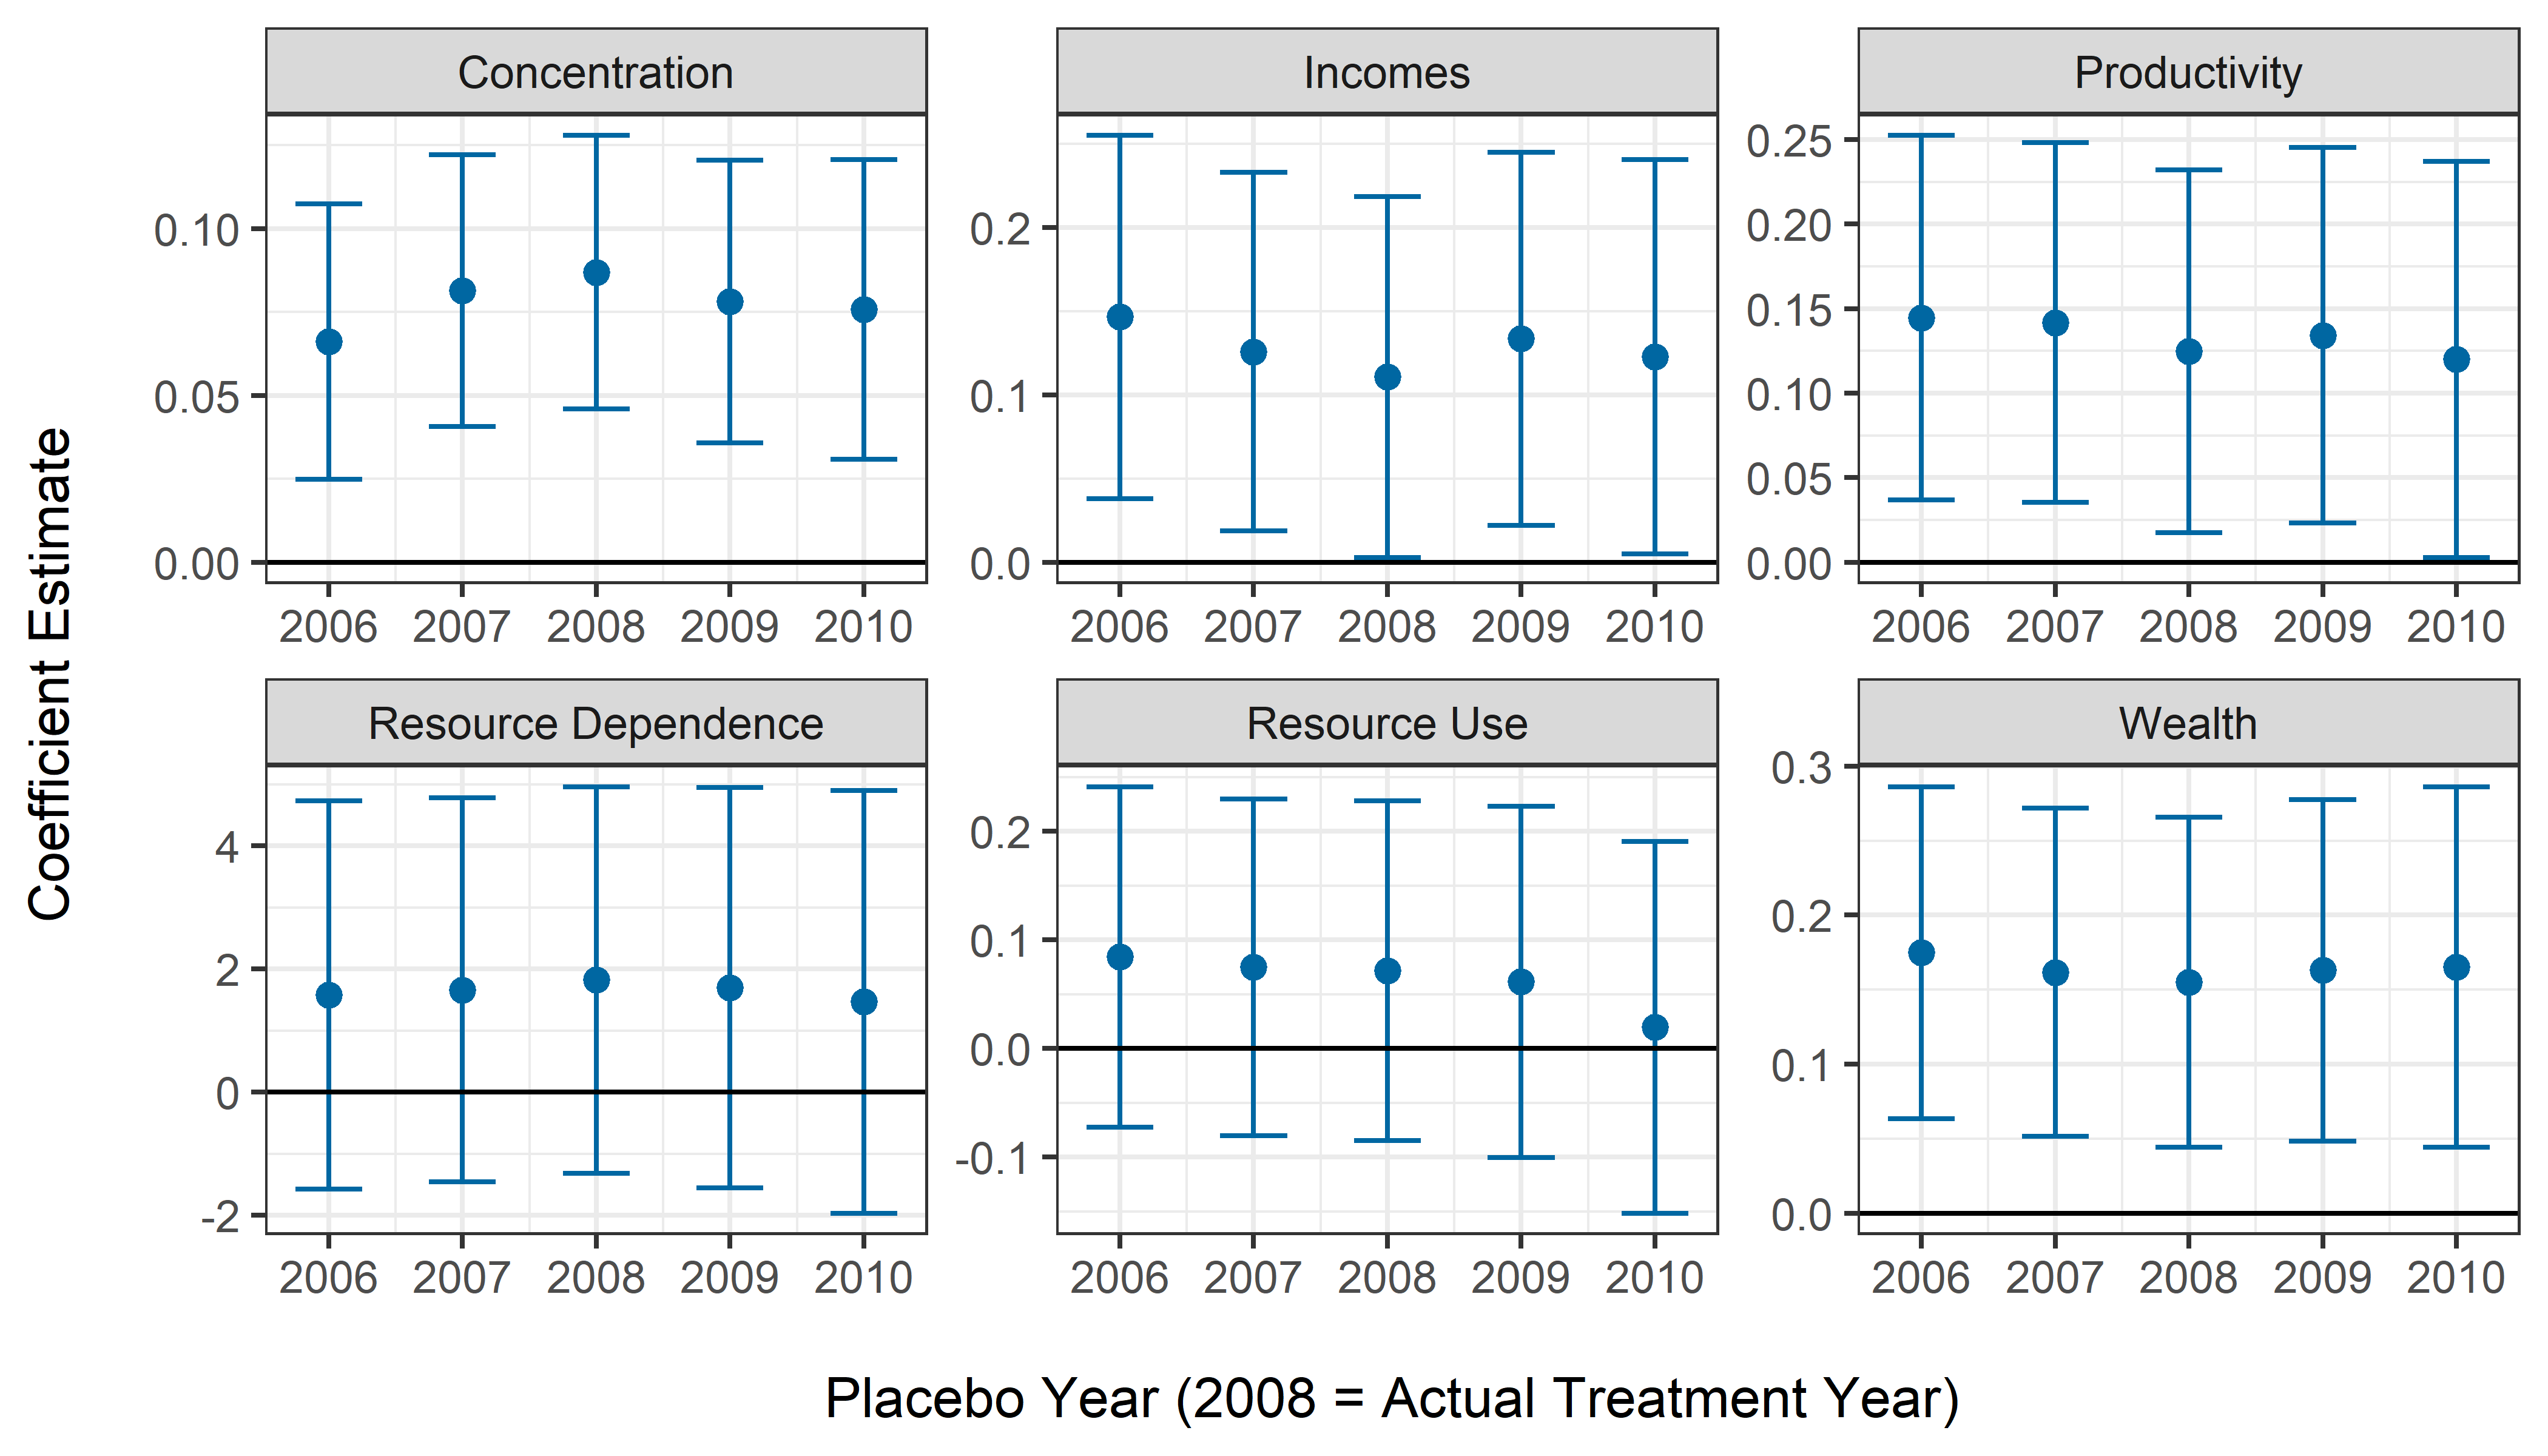 Concentration
Incomes
Productivity
0.10
0.05
0.00
0.2
0.1
0.0
0.25
0.20
0.15
0.10
0.05
0.00
2006 2007 2008 2009 2010
2006 2007 2008 2009 2010
2006 2007 2008 2009 2010
Coefficient Estimate
Resource Dependence
Resource Use
Wealth
4
2
0
-2
0.2
0.1
0.0
-0.1
0.3
0.2
0.1
0.0
2006 2007 2008 2009 2010
2006 2007 2008 2009 2010
2006 2007 2008 2009 2010
Placebo Year (2008 = Actual Treatment Year)